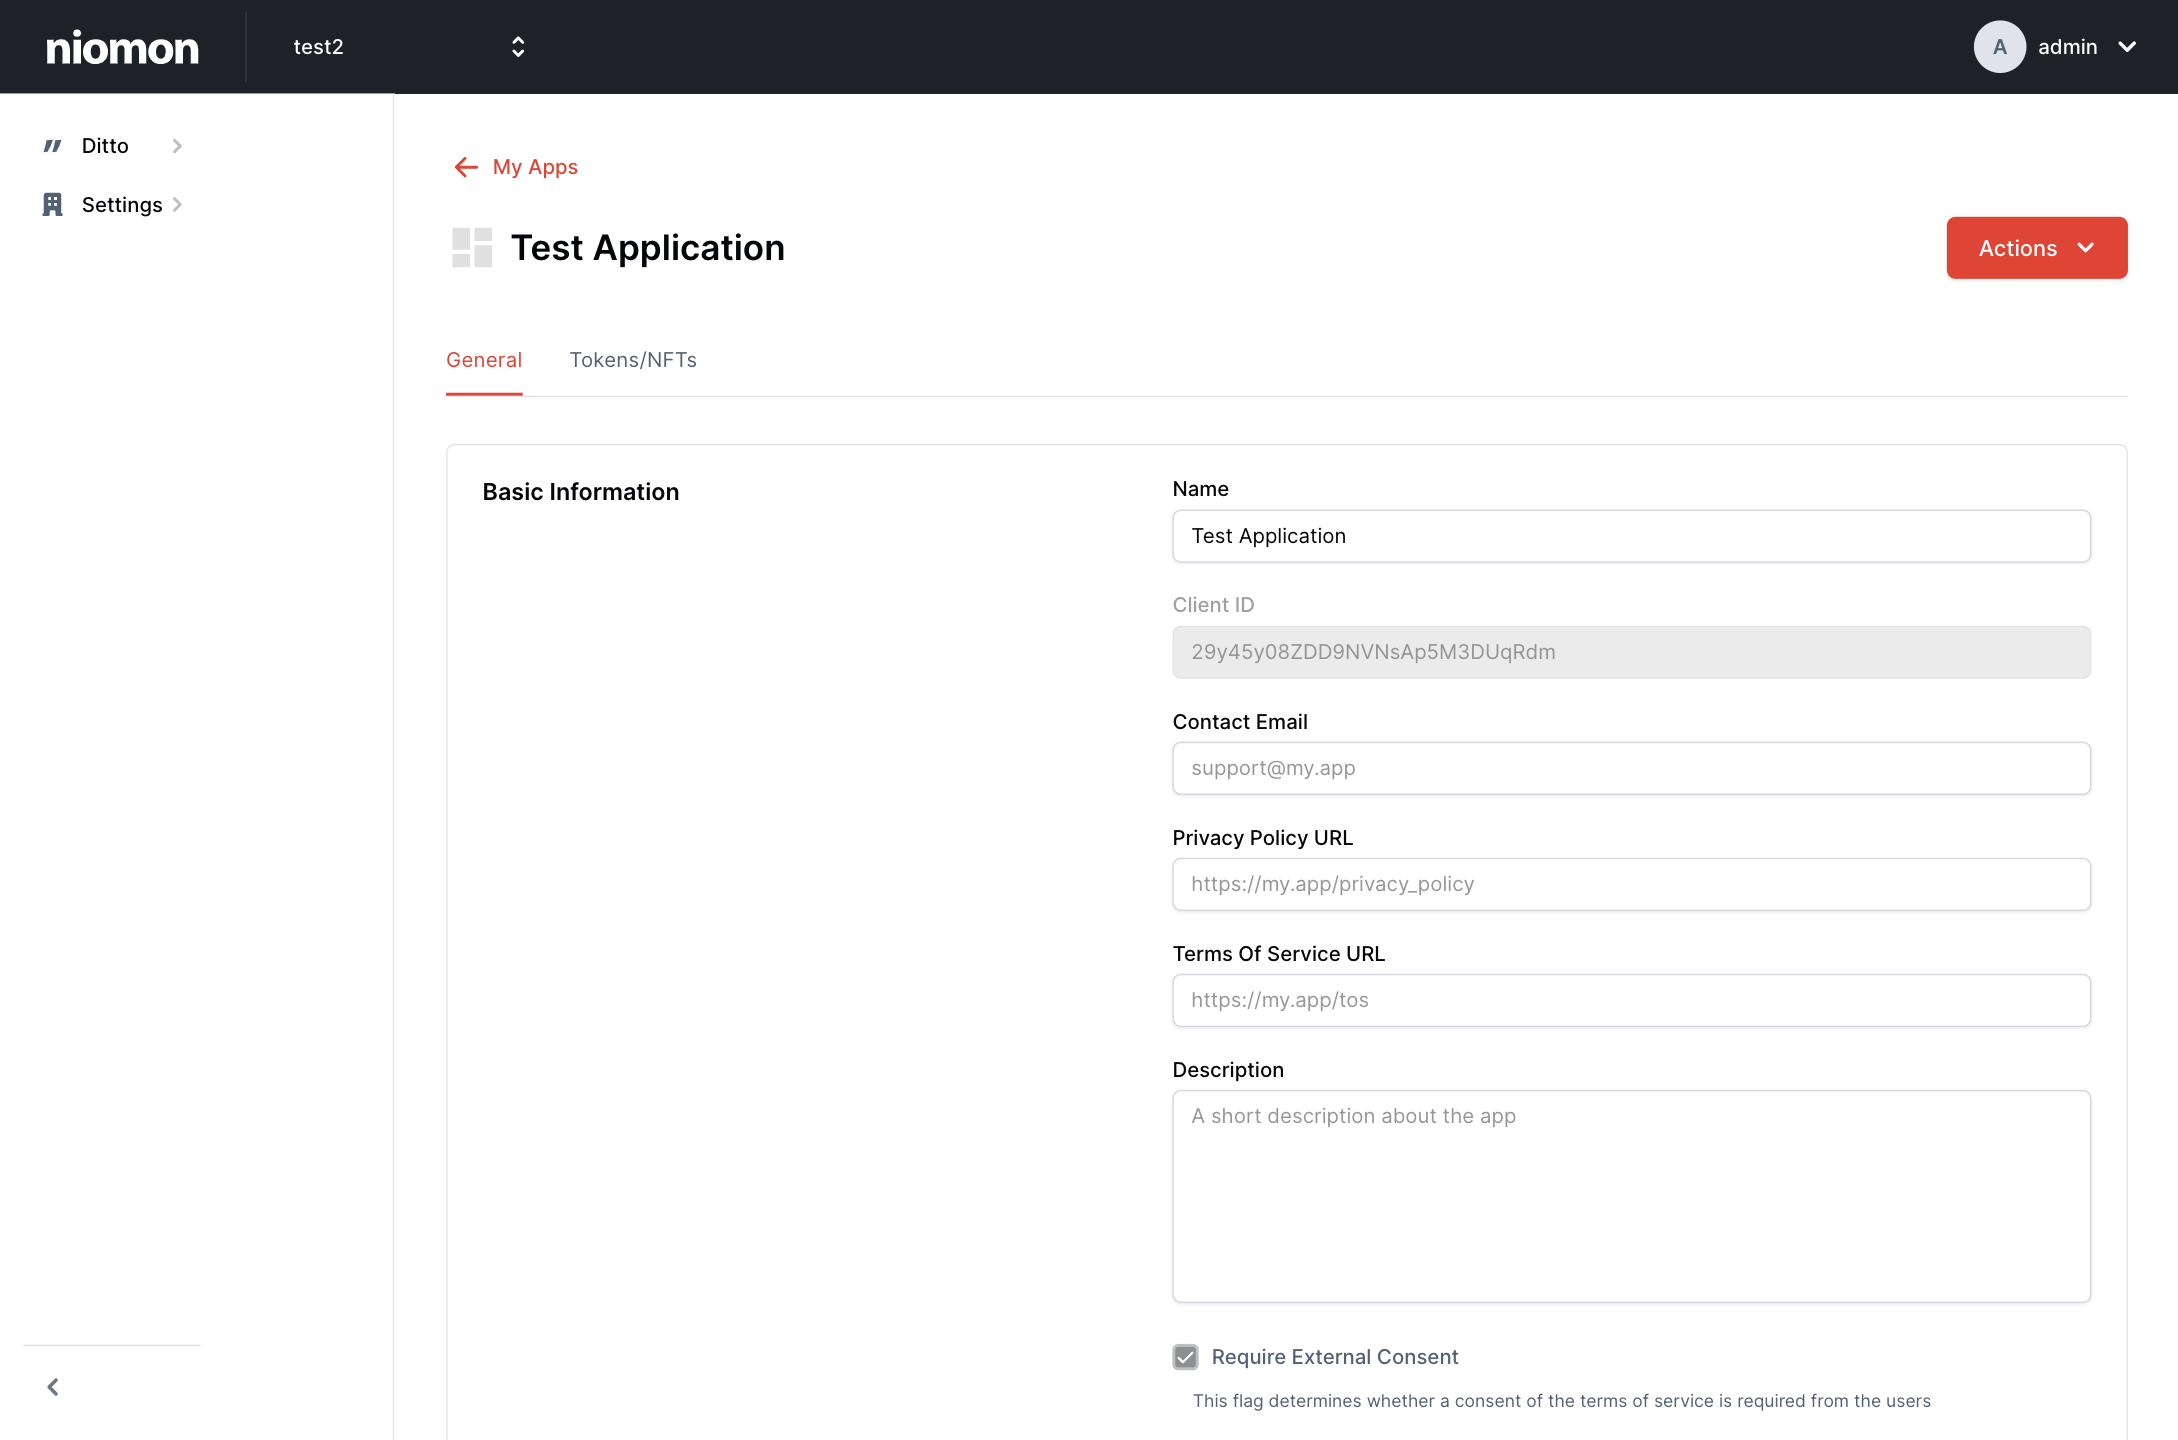 niomon
test2
A
admin
Ditto
Settings
My Apps
Test Application
Actions
General
Tokens/NFTs
Basic Information
Name
Test Application
Client ID
29y45y08ZDD9NVNsAp5M3DUqRdm
Contact Email
support@my.app
Privacy Policy URL
https://my.app/privacy_policy
Terms Of Service URL
https://my.app/tos
Description
A short description about the app
Require External Consent
This flag determines whether a consent of the terms of service is required from the users